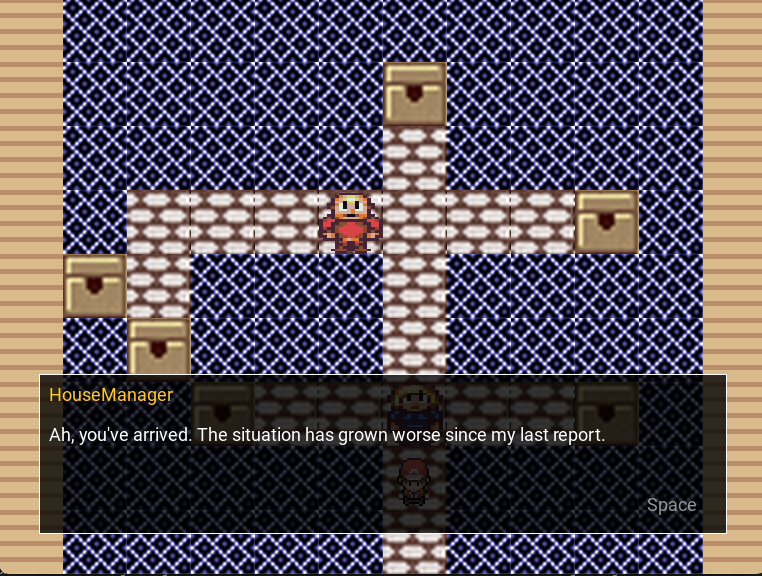 HouseManager
Ah, you've arrived. The situation has grown worse since my last report.
Space